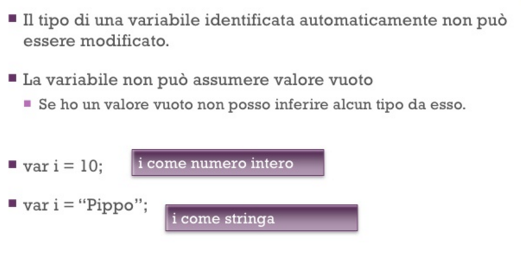 Il tipo di una variabile identificata automaticamente non può
essere modificato.
La variabile non può assumere valore vuoto
Se ho un valore vuoto non posso inferire alcun tipo da esso.
var i = 10;
i come numero intero
var i = “Pippo”;
i come stringa